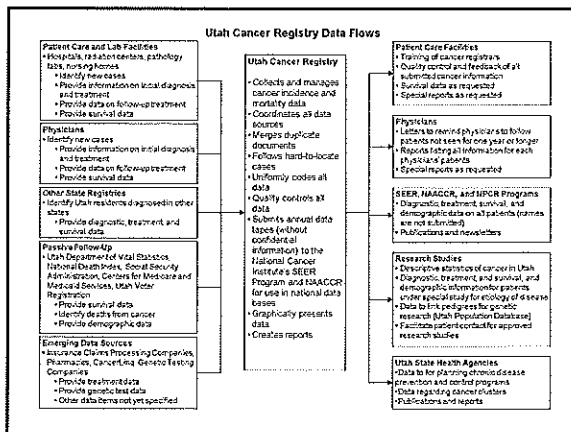 Utah Cancer Registry Data Flows
Patient Care and Lab Facilities
• Hospitals, radiation centers, pathology
labs, nursing homes
• Identify new cases
• Provide information on initial diagnosis
and treatment
• Provide data on follow-up treatment
• Provide survival data
Physicians
• Identify new cases
• Provide information on initial diagnosis
and treatment
• Provide data on follow-up treatment
• Provide survival data
Other State Registries
• Identify Utah residents diagnosed in other
states
• Provide diagnostic, treatment, and
survival data
Passive Follow-Up
• Utah Department of Vital Statistics,
National Death Index, Social Security
Administration, Centers for Medicare and
Medicaid Services, Utah Voter
Registration
• Provide survival data
• Identify deaths from cancer
• Provide demographic data
Emerging Data Sources
• Insurance Claims Processing Companies,
Pharmacies, CancerLinq, Genetic Testing
Companies
• Provide treatment data
• Provide genetic test data
• Other data items not yet specified
Utah Cancer Registry
• Collects and manages
cancer incidence and
mortality data
• Coordinates all data
sources
• Merges duplicate
documents
• Follows hard-to-locate
cases
• Uniformly codes all
data
• Quality controls all
data
• Submits annual data
tapes (without
confidential
information) to the
National Cancer
Institute's SEER
Program and NAACCR
for use in national data
bases
• Graphically presents
data
• Creates reports
Patient Care Facilities
• Training of cancer registrars
• Quality control and feedback of all
submitted cancer information
• Survival data as requested
• Special reports as requested
Physicians
• Letters to remind physicians to follow
patients not seen for one year or longer
• Reports listing all information for each
physicians' patients
• Special reports as requested
SEER, NAACCR, and NPCR Programs
• Diagnostic, treatment, survival, and
demographic data on all patients (names
are not submitted)
• Publications and newsletters
Research Studies
• Descriptive statistics of cancer in Utah
• Diagnostic, treatment, and survival, and
demographic information for patients
under special study for etiology of disease
• Data to link pedigrees for genetic
research [Utah Population Database]
• Facilitate patient contact for approved
research studies
Utah State Health Agencies
• Data to for planning chronic disease
prevention and control programs
• Data regarding cancer clusters
• Publications and reports